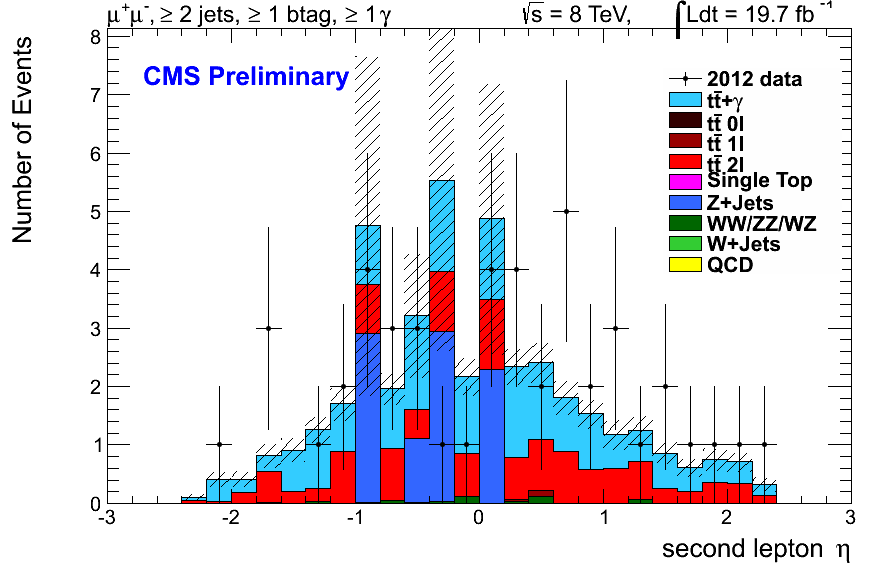 μ⁺μ⁻, ≥ 2 jets, ≥ 1 btag, ≥ 1 γ √s = 8 TeV, ∫Ldt = 19.7 fb⁻¹
CMS Preliminary
Number of Events
8
7
6
5
4
3
2
1
0
2012 data
tt̄+γ
tt̄ 0l
tt̄ 1l
tt̄ 2l
Single Top
Z+Jets
WW/ZZ/WZ
W+Jets
QCD
-3 -2 -1 0 1 2 3
second lepton η